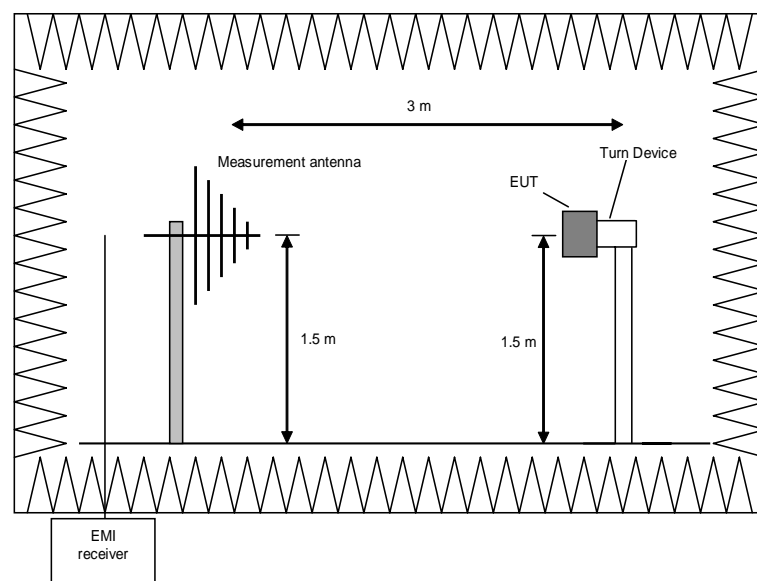 3 m
Measurement antenna
Turn Device
EUT
1.5 m
1.5 m
EMI
receiver